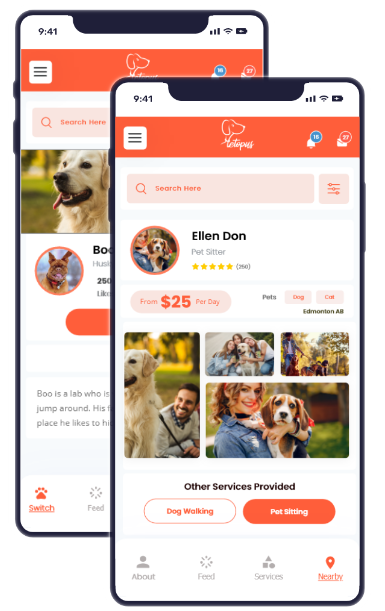 9:41
16
27
Search Here
Boo
Husk
250
Like
Boo is a lab who is
jump around. His f
place he likes to hi
Switch
Feed
9:41
Petopus
16
27
Search Here
Ellen Don
Pet Sitter
(250)
From $25 Per Day
Pets Dog Cat
Edmonton AB
Other Services Provided
Dog Walking
Pet Sitting
About
Feed
Services
Nearby